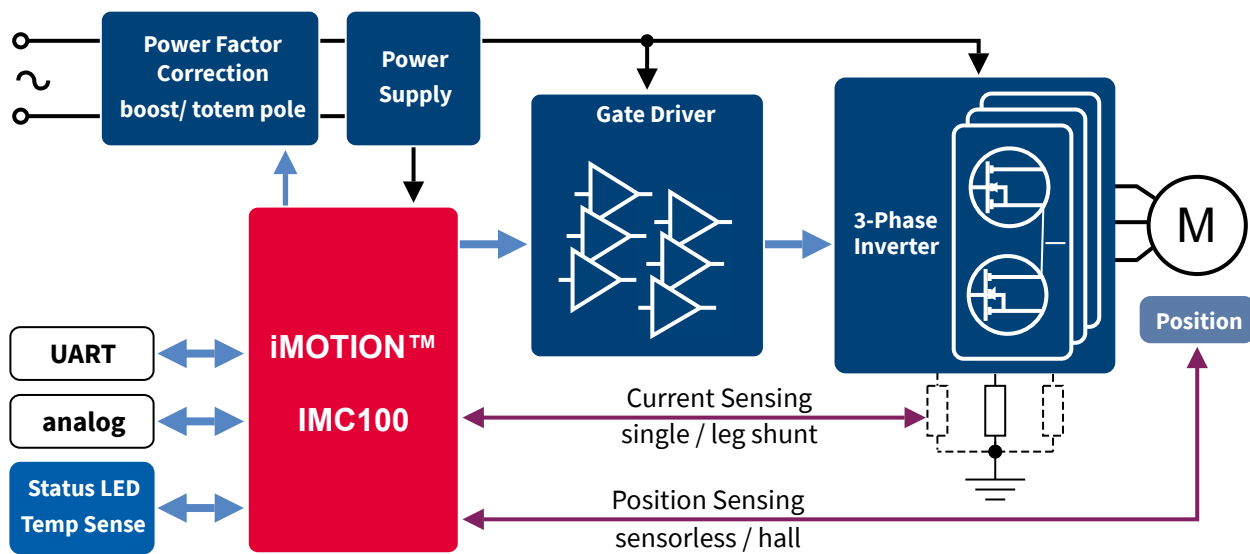 Power Factor
Correction
boost/ totem pole
Power
Supply
Gate Driver
3-Phase
Inverter
M
Position
iMOTION™
IMC100
UART
analog
Status LED
Temp Sense
Current Sensing
single / leg shunt
Position Sensing
sensorless / hall